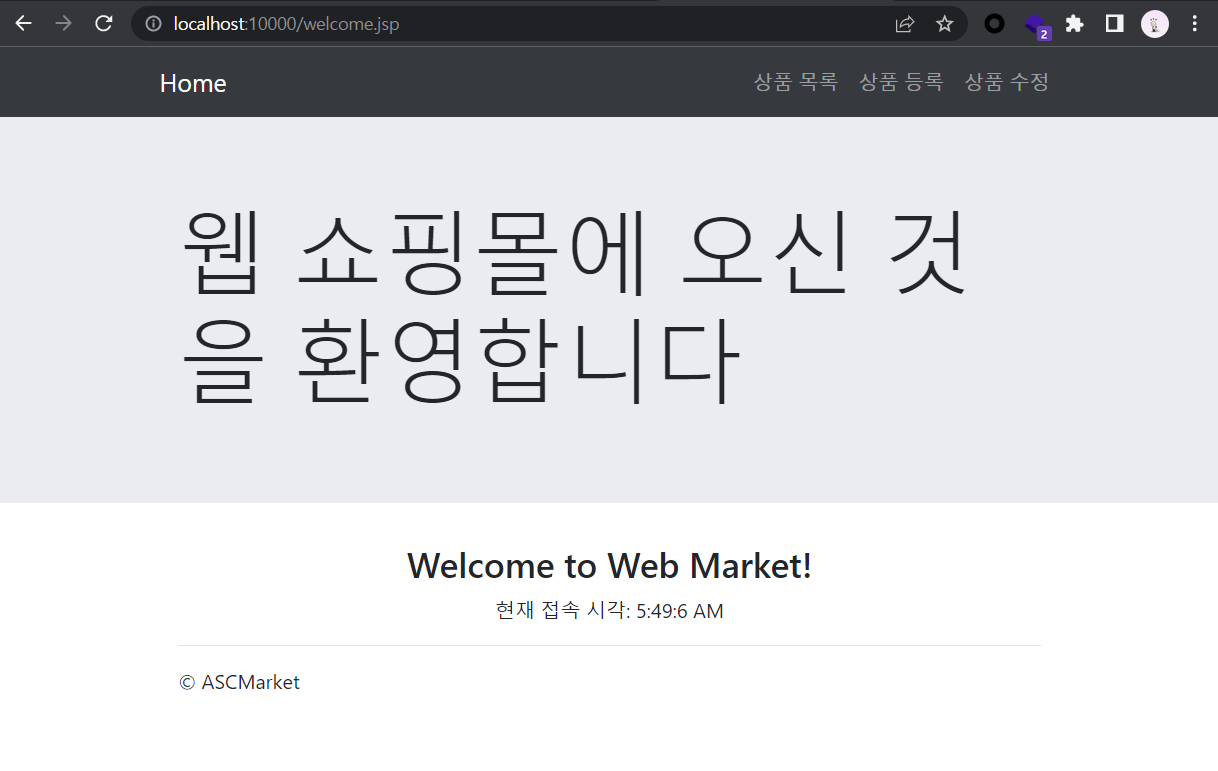 localhost:10000/welcome.jsp
2
Home 상품 목록 상품 등록 상품 수정
웹 쇼핑몰에 오신 것
을 환영합니다
Welcome to Web Market!
현재 접속 시각: 5:49:6 AM
© ASCMarket